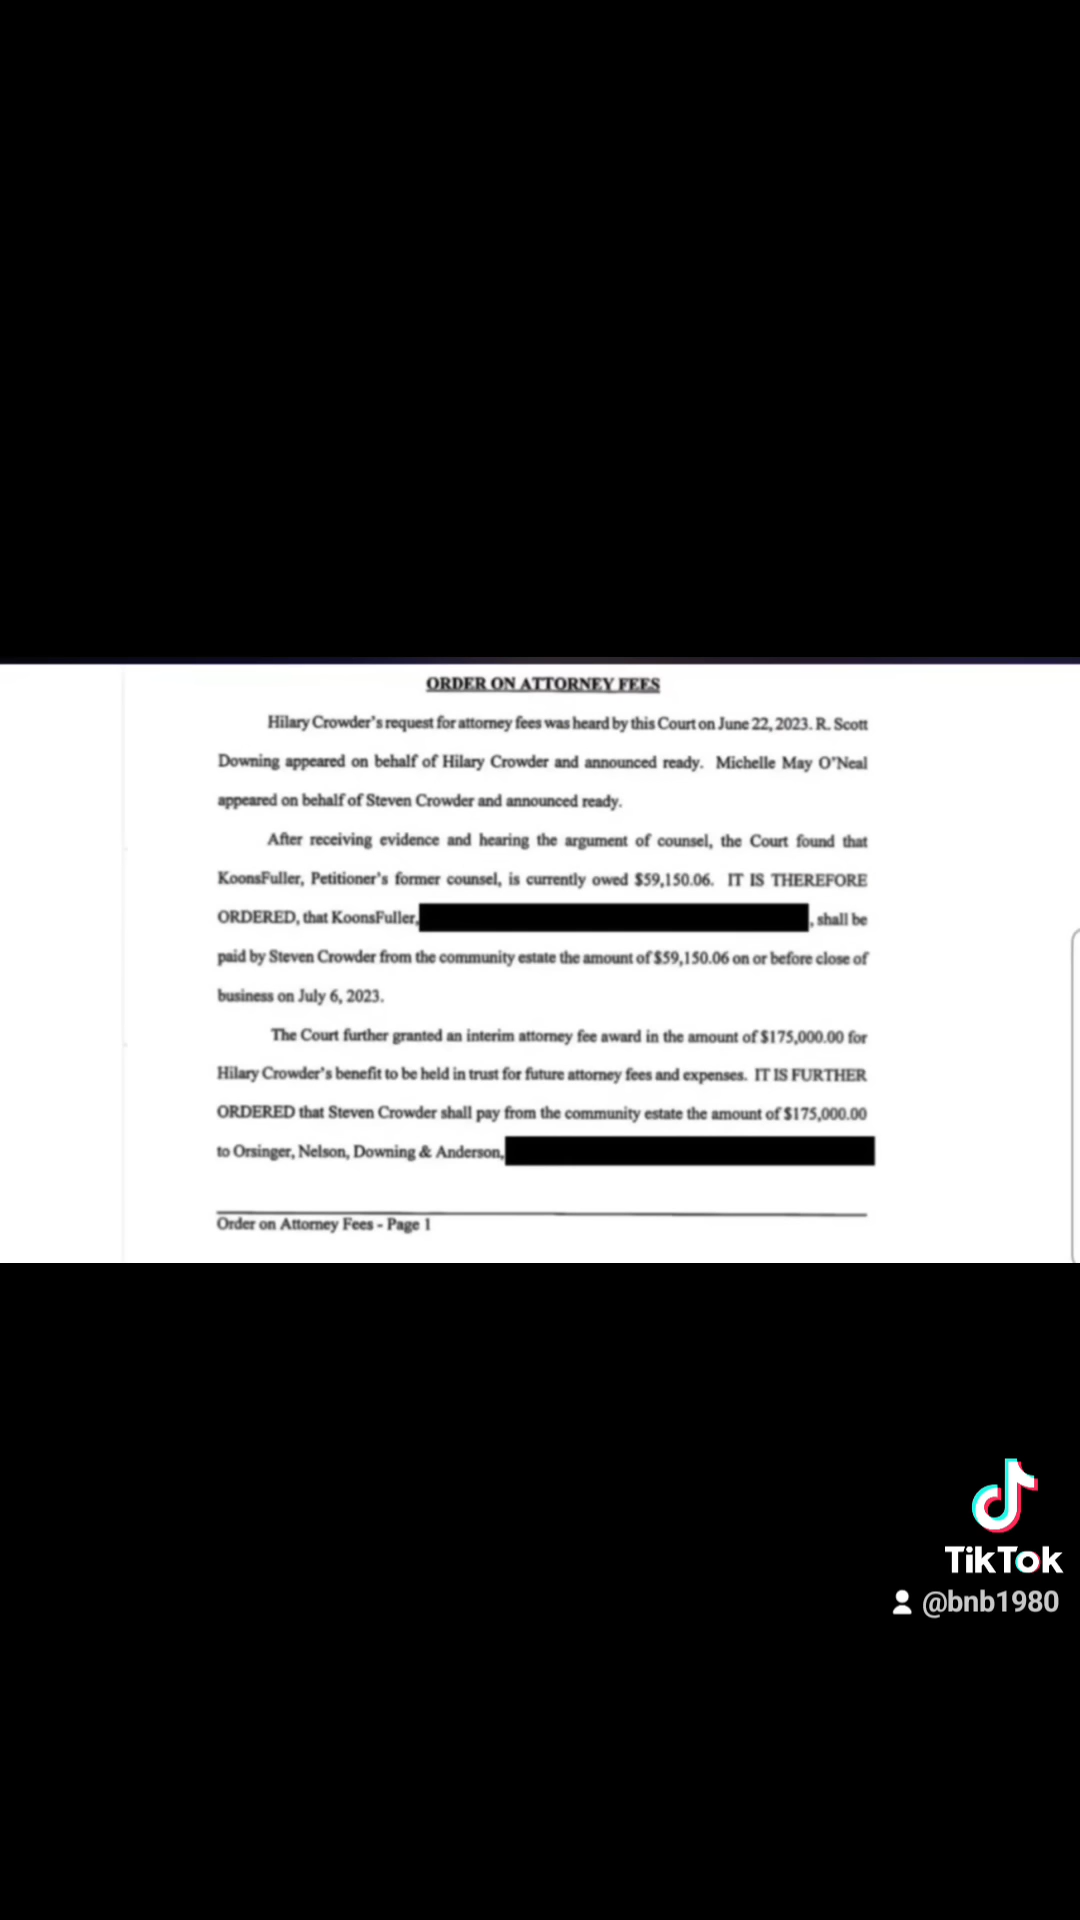 ORDER ON ATTORNEY FEES
Hilary Crowder's request for attorney fees was heard by this Court on June 22, 2023. R. Scott
Downing appeared on behalf of Hilary Crowder and announced ready. Michelle May O'Neal
appeared on behalf of Steven Crowder and announced ready.
After receiving evidence and hearing the argument of counsel, the Court found that
KoonsFuller, Petitioner's former counsel, is currently owed $59,150.06. IT IS THEREFORE
ORDERED, that KoonsFuller, , shall be
paid by Steven Crowder from the community estate the amount of $59,150.06 on or before close of
business on July 6, 2023.
The Court further granted an interim attorney fee award in the amount of $175,000.00 for
Hilary Crowder's benefit to be held in trust for future attorney fees and expenses. IT IS FURTHER
ORDERED that Steven Crowder shall pay from the community estate the amount of $175,000.00
to Orsinger, Nelson, Downing & Anderson,
Order on Attorney Fees - Page 1
TikTok
@bnb1980